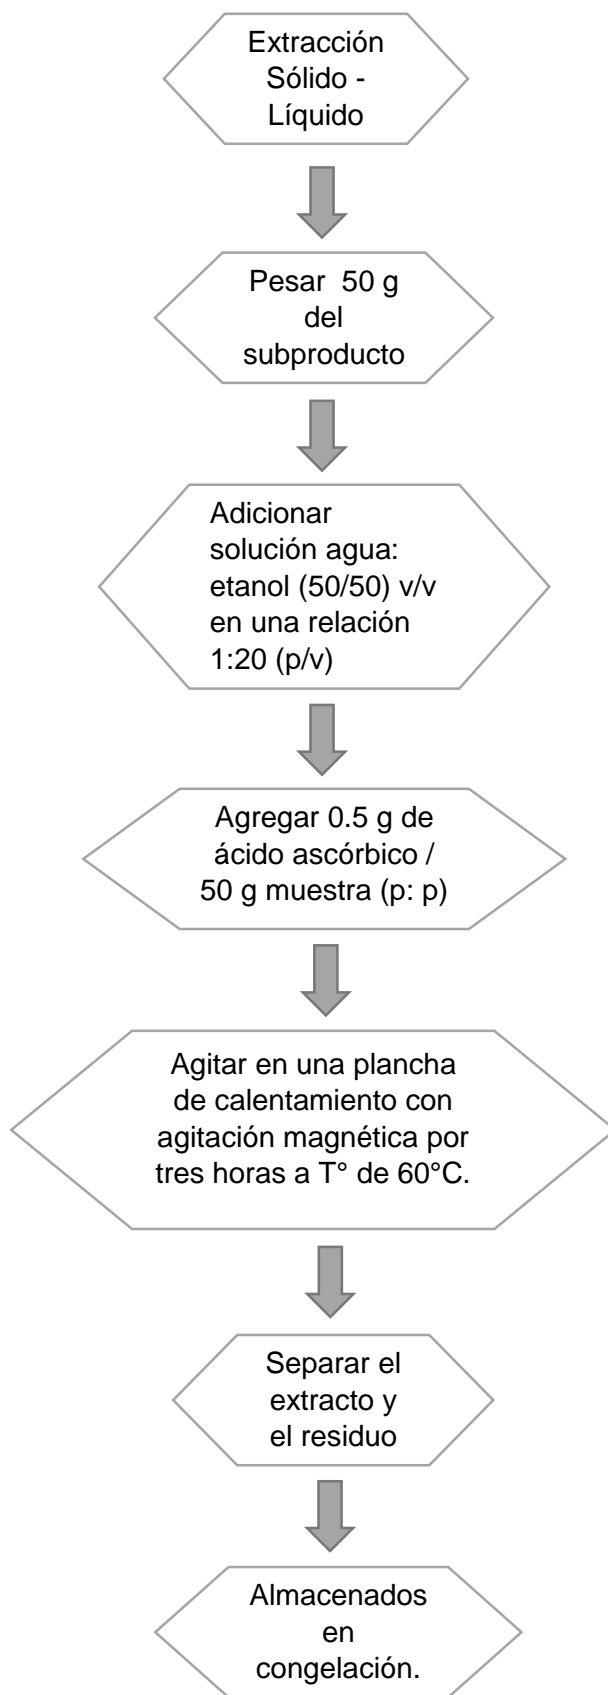 Extracción
Sólido -
Líquido
Pesar 50 g
del
subproducto
Adicionar
solución agua:
etanol (50/50) v/v
en una relación
1:20 (p/v)
Agregar 0.5 g de
ácido ascórbico /
50 g muestra (p: p)
Agitar en una plancha
de calentamiento con
agitación magnética por
tres horas a T° de 60°C.
Separar el
extracto y
el residuo
Almacenados
en
congelación.